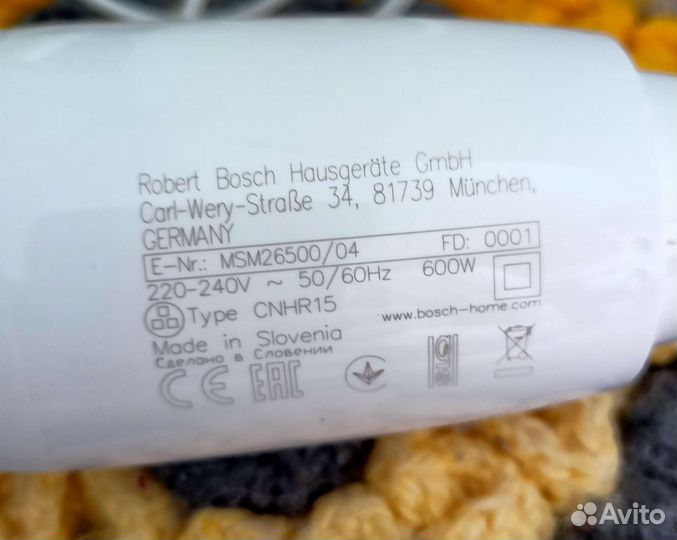 Robert Bosch Hausgeräte GmbH
Carl-Wery-Straße 34, 81739 München,
GERMANY
E-Nr.: MSM26500/04 FD: 0001
220-240V ~ 50/60Hz 600W
Type CNHR15
www.bosch-home.com
Made in Slovenia
Сделано в Словении
CE EAC
Avito